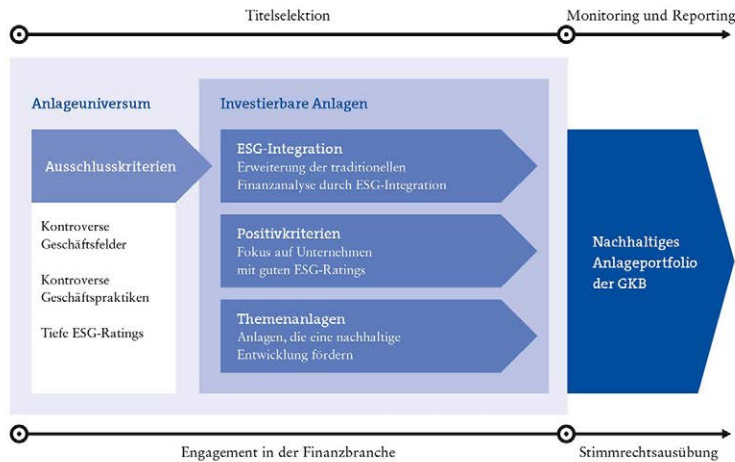 Titelselektion
Monitoring und Reporting
Anlageuniversum
Investierbare Anlagen
Ausschlusskriterien
Kontroverse
Geschäftsfelder
Kontroverse
Geschäftspraktiken
Tiefe ESG-Ratings
ESG-Integration
Erweiterung der traditionellen
Finanzanalyse durch ESG-Integration
Positivkriterien
Fokus auf Unternehmen
mit guten ESG-Ratings
Themenanlagen
Anlagen, die eine nachhaltige
Entwicklung fördern
Nachhaltiges
Anlageportfolio
der GKB
Engagement in der Finanzbranche
Stimmrechtsausübung